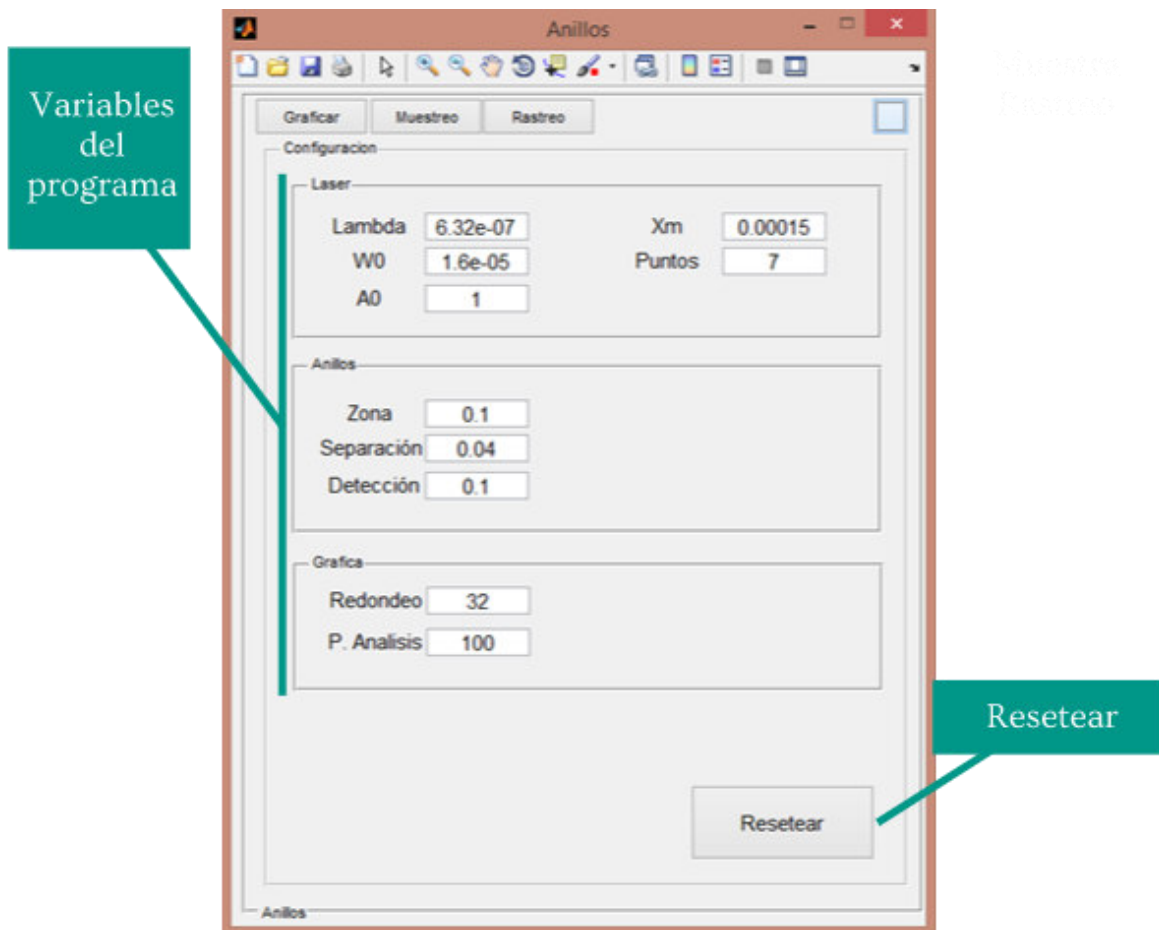 Anillos
Variables
del
programa
Graficar Muestreo Rastreo
Configuracion
Laser
Lambda 6.32e-07 Xm 0.00015
W0 1.6e-05 Puntos 7
A0 1
Anillos
Zona 0.1
Separación 0.04
Detección 0.1
Grafica
Redondeo 32
P. Analisis 100
Resetear
Resetear
Anillos